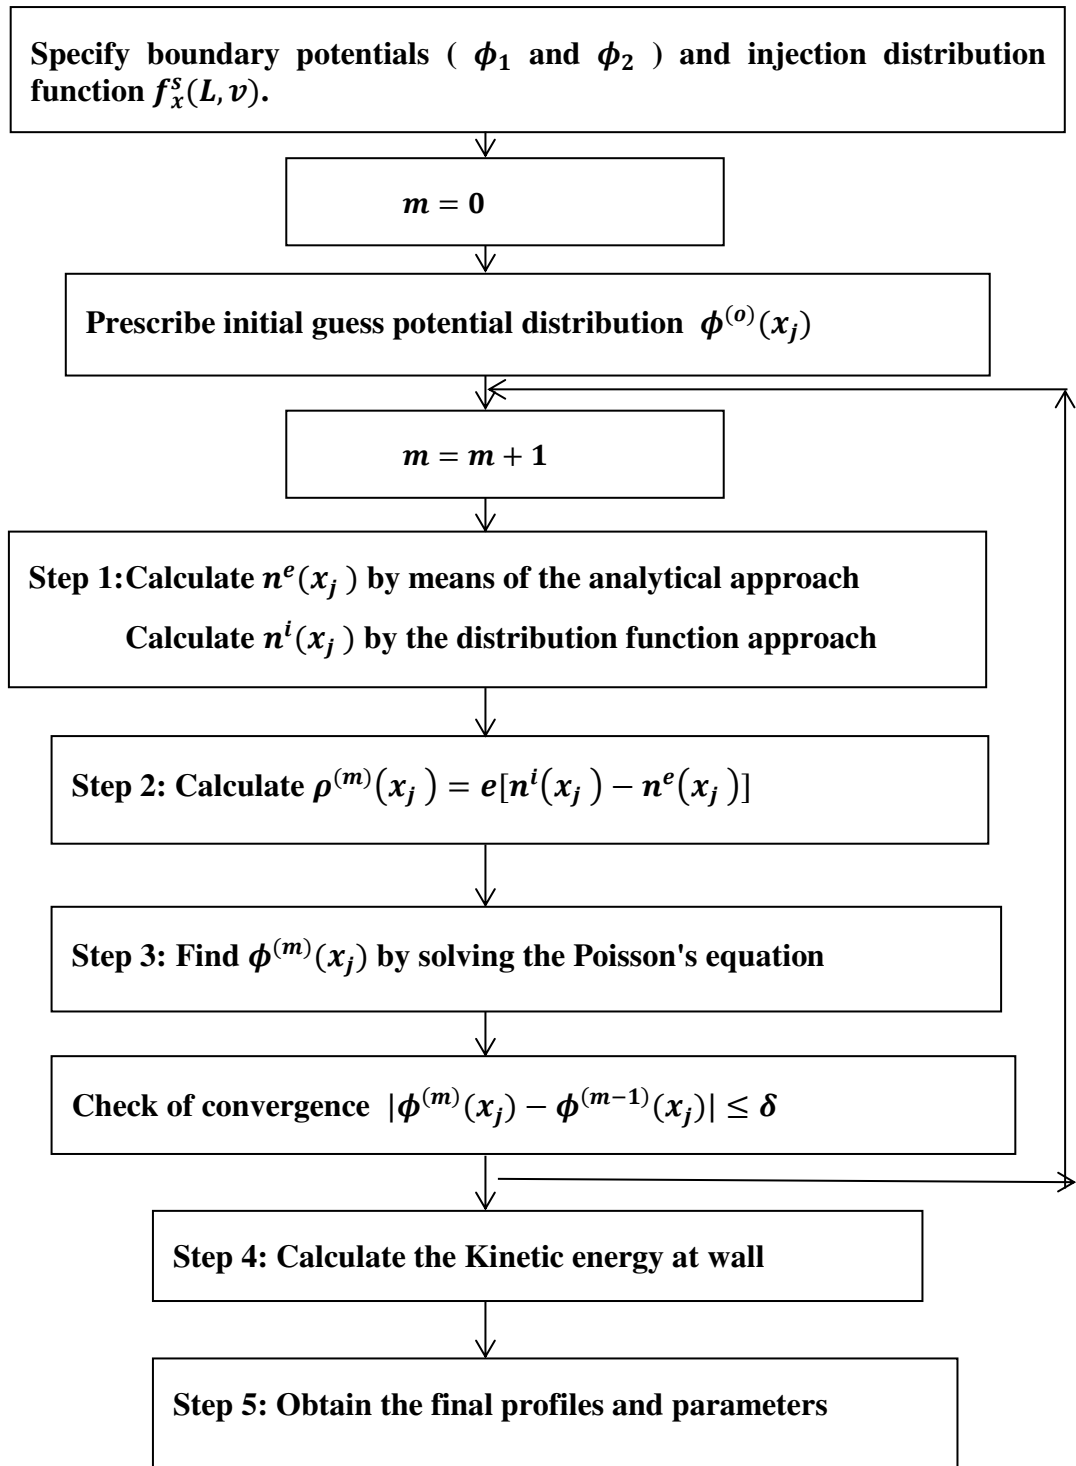 Specify boundary potentials ( ϕ₁ and ϕ₂ ) and injection distribution
function fₓˢ(L, v).
m = 0
Prescribe initial guess potential distribution ϕ⁽ᵒ⁾(xⱼ)
m = m + 1
Step 1:Calculate nᵉ(xⱼ ) by means of the analytical approach
Calculate nⁱ(xⱼ ) by the distribution function approach
Step 2: Calculate ρ⁽ᵐ⁾(xⱼ ) = e[nⁱ(xⱼ ) − nᵉ(xⱼ )]
Step 3: Find ϕ⁽ᵐ⁾(xⱼ) by solving the Poisson's equation
Check of convergence |ϕ⁽ᵐ⁾(xⱼ) − ϕ⁽ᵐ⁻¹⁾(xⱼ)| ≤ δ
Step 4: Calculate the Kinetic energy at wall
Step 5: Obtain the final profiles and parameters